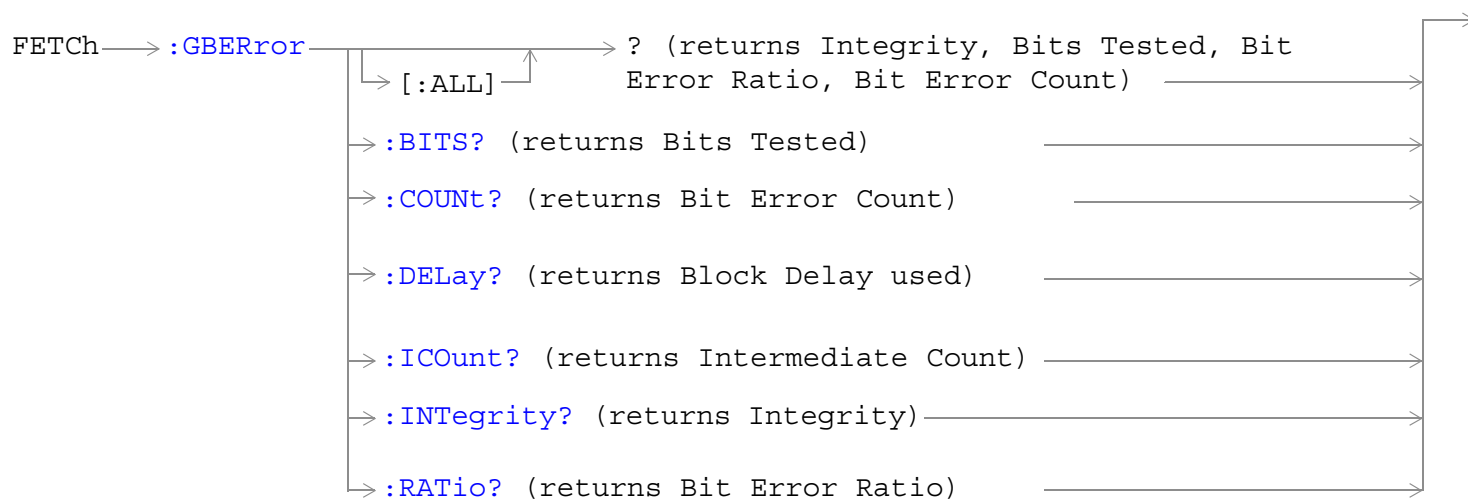 FETCh :GBERror ? (returns Integrity, Bits Tested, Bit
[:ALL] Error Ratio, Bit Error Count)
:BITS? (returns Bits Tested)
:COUNt? (returns Bit Error Count)
:DELay? (returns Block Delay used)
:ICOunt? (returns Intermediate Count)
:INTegrity? (returns Integrity)
:RATio? (returns Bit Error Ratio)